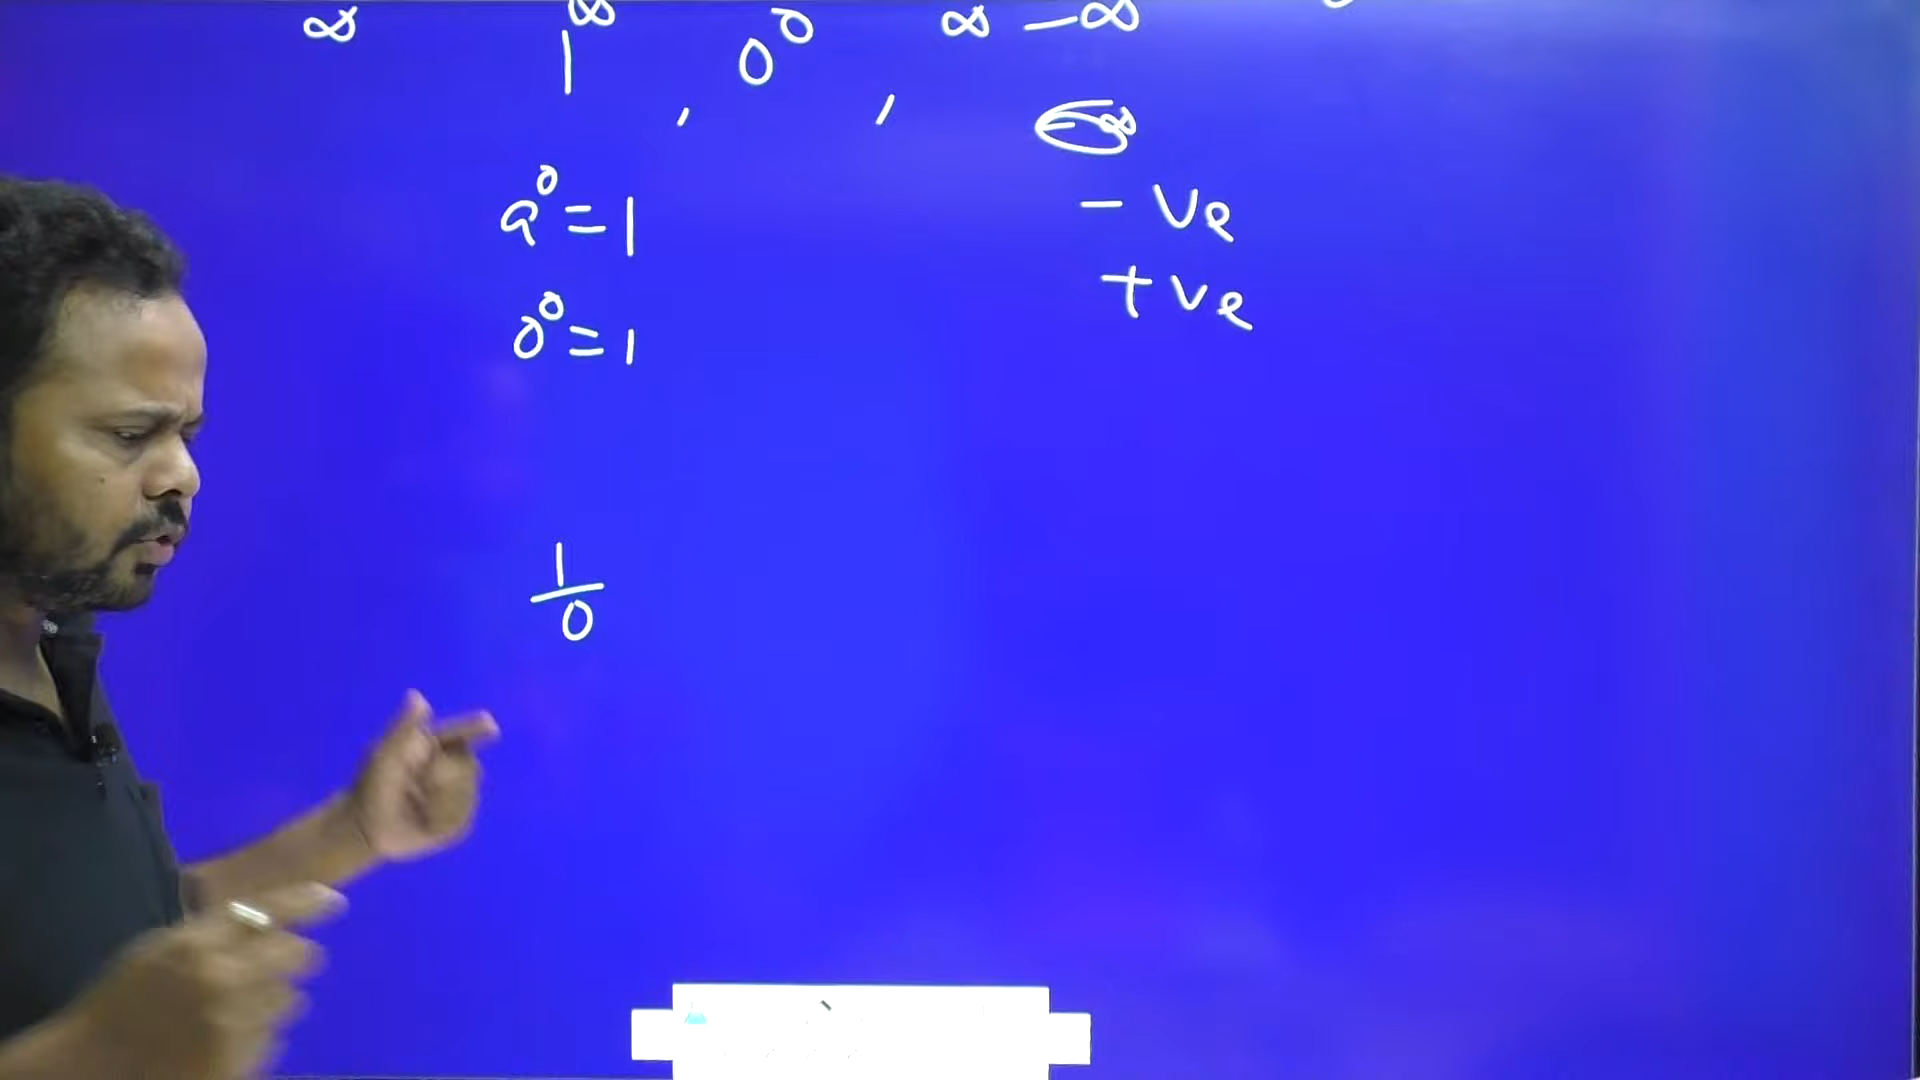 ∞ 1^∞ , 0^0 , ∞ - ∞
a^0 = 1
- ve
+ ve
0^0 = 1
1/0